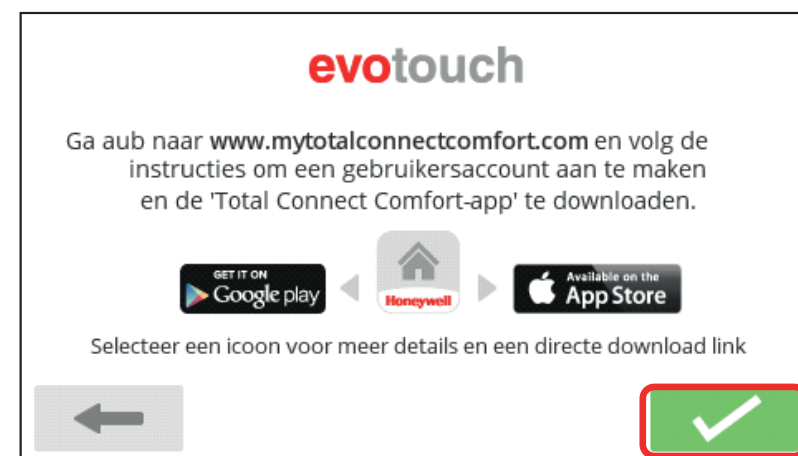 evotouch
Ga aub naar www.mytotalconnectcomfort.com en volg de
instructies om een gebruikersaccount aan te maken
en de 'Total Connect Comfort-app' te downloaden.
GET IT ON
Google play
Honeywell
Available on the
App Store
Selecteer een icoon voor meer details en een directe download link